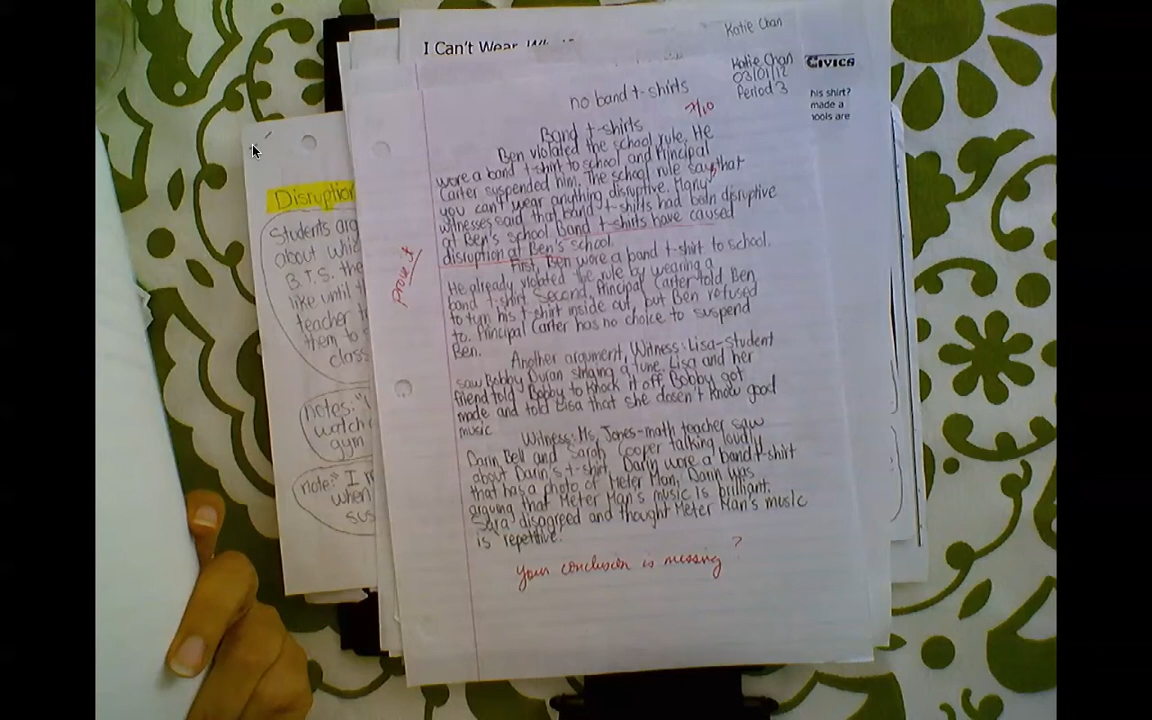 Katie Chan
I Can't Wear
Katie Chan
03/01/12
Period 3
Civics
his shirt?
made a
ools are
no band t-shirts
7/10
Band t-shirts
Ben violated the school rule. He
wore a band t-shirt to school and Principal
Carter suspended him. The school rule says that
you can't wear anything disruptive. Many
witnesses said that band t-shirts had bein disruptive
at Ben's school Band t-shirts have caused
disruption at Ben's school.
First, Ben wore a band t-shirt to school.
He already violated the rule by wearing a
band t-shirt. Second, Principal Carter told Ben
to turn his t-shirt inside out, but Ben refused
to. Principal Carter has no choice to suspend
Ben.
Another argument, Witness: Lisa-student
saw Bobby Duran singing a tune. Lisa and her
friend told Bobby to knock it off. Bobby got
made and told Lisa that she dosen't know good
music
Witness: Ms. Jones-math teacher saw
Darin Bell and Sarah Cooper talking loudly
about Darin's t-shirt. Darin wore a band t-shirt
that has a photo of Meter Man. Darin was
arguing that Meter Man's music is brilliant.
Sara disagreed and thought Meter Man's music
is repetitive.
Your conclusion is missing ?
Prove it
Disruption
Students arg
about whi
B.T.S. the
like until t
teacher t
them to s
class
notes:
watch
gym
note: "I r
when
sus